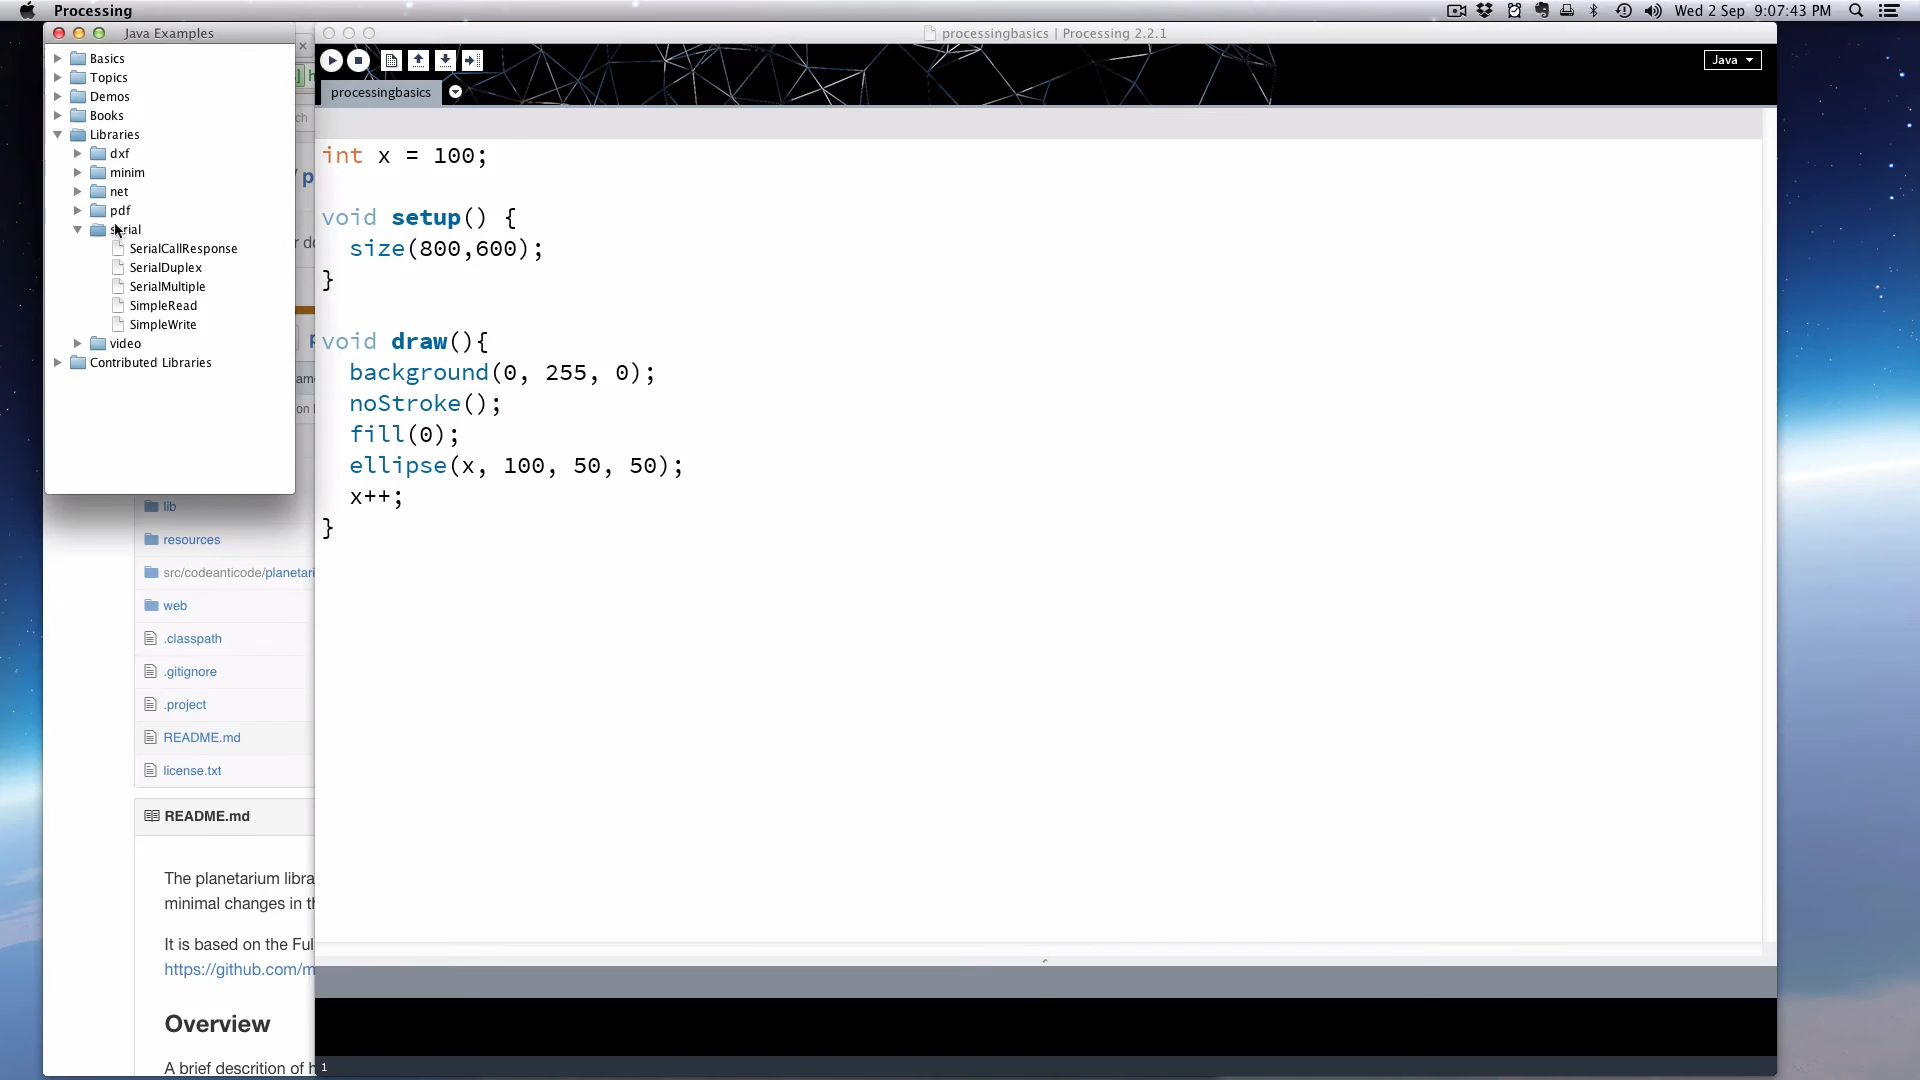 Processing
Wed 2 Sep 9:07:43 PM
Java Examples
Basics
Topics
Demos
Books
Libraries
dxf
minim
net
pdf
serial
SerialCallResponse
SerialDuplex
SerialMultiple
SimpleRead
SimpleWrite
video
Contributed Libraries
processingbasics | Processing 2.2.1
Java
processingbasics
int x = 100;
void setup() {
size(800,600);
}
void draw(){
background(0, 255, 0);
noStroke();
fill(0);
ellipse(x, 100, 50, 50);
x++;
}
1
lib
resources
src/codeanticode/planetari
web
.classpath
.gitignore
.project
README.md
license.txt
README.md
The planetarium libra
minimal changes in th
It is based on the Ful
https://github.com/m
Overview
A brief descrition of h